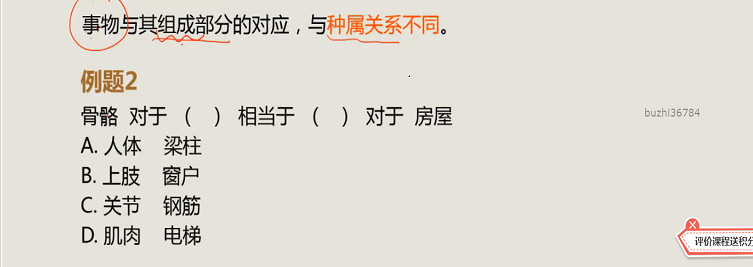 事物与其组成部分的对应，与种属关系不同。
例题2
骨骼 对于 （ ） 相当于 （ ） 对于 房屋
buzhi36784
A. 人体 梁柱
B. 上肢 窗户
C. 关节 钢筋
D. 肌肉 电梯
评价课程送积分